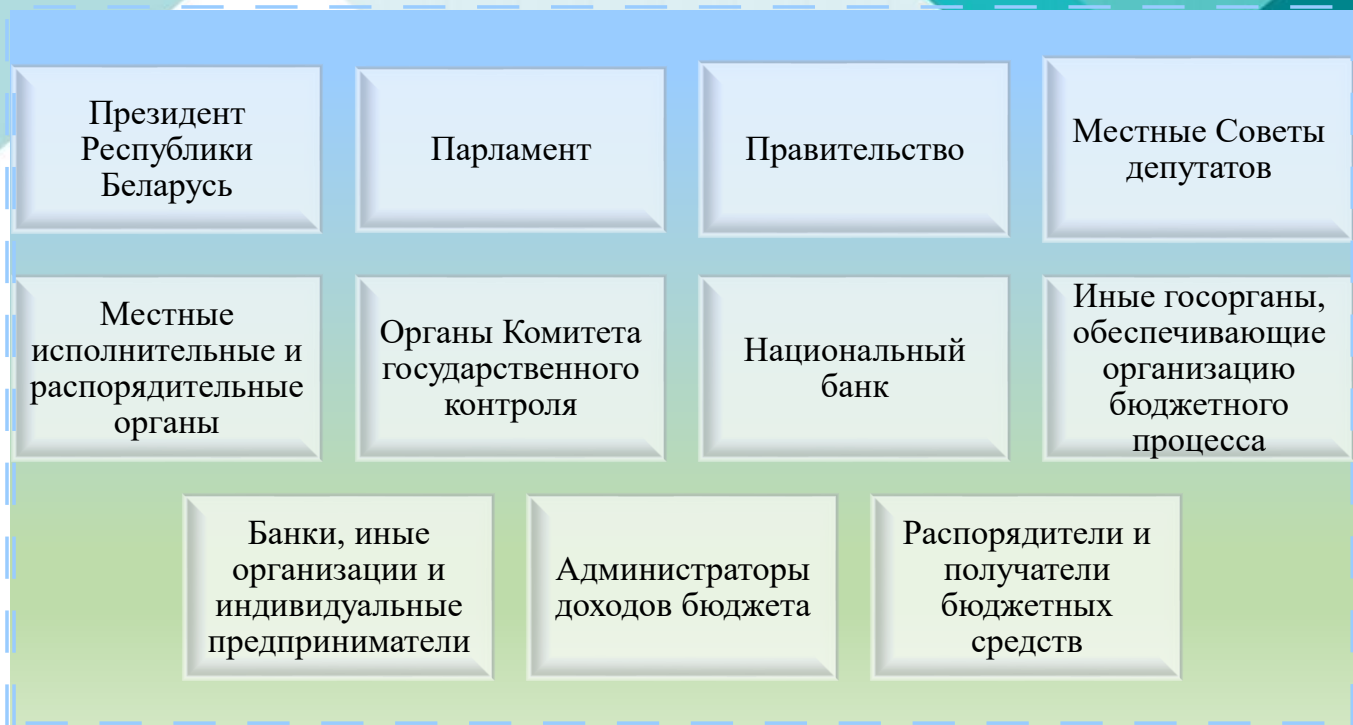 Президент
Республики
Беларусь
Парламент
Правительство
Местные Советы
депутатов
Местные
исполнительные и
распорядительные
органы
Органы Комитета
государственного
контроля
Национальный
банк
Иные госорганы,
обеспечивающие
организацию
бюджетного
процесса
Банки, иные
организации и
индивидуальные
предприниматели
Администраторы
доходов бюджета
Распорядители и
получатели
бюджетных
средств